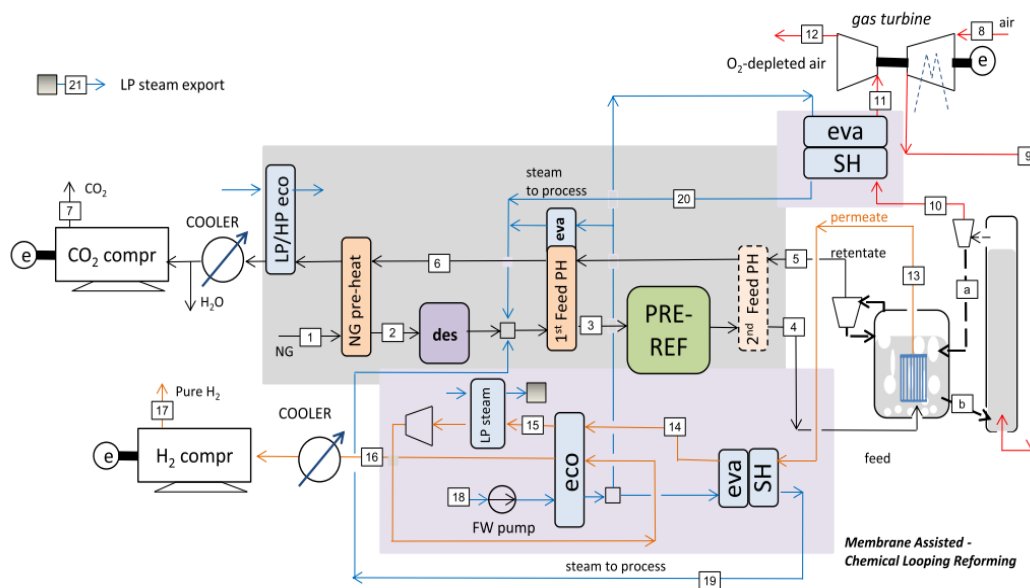 gas turbine
12
8
air
O₂-depleted air
e
21
LP steam export
11
eva
SH
9
steam
to process
20
10
CO₂
7
COOLER
LP/HP eco
eva
permeate
retentate
e
CO₂ compr
6
5
13
a
H₂O
NG pre-heat
1st Feed PH
2nd Feed PH
1
NG
2
des
3
PRE-
REF
4
b
Pure H₂
17
COOLER
LP steam
15
14
feed
e
H₂ compr
16
eco
eva
SH
18
FW pump
Membrane Assisted -
Chemical Looping Reforming
steam to process
19